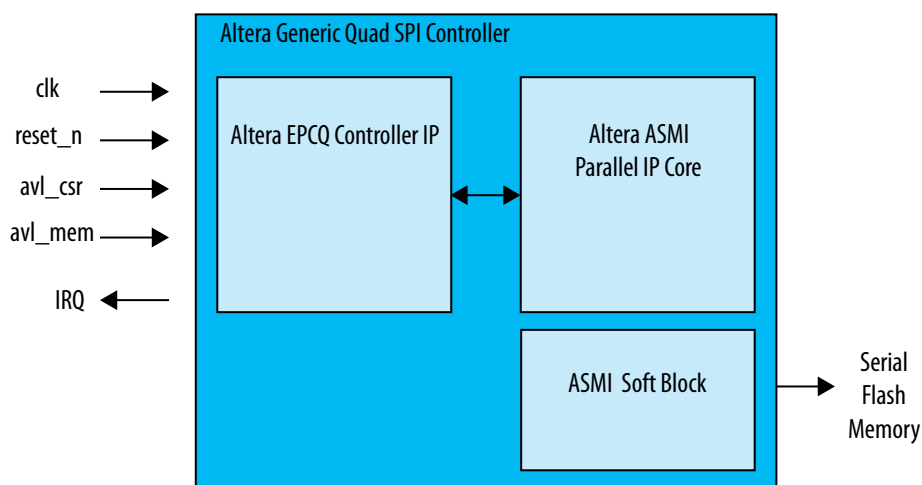 Altera Generic Quad SPI Controller
clk
reset_n
avl_csr
avl_mem
IRQ
Altera EPCQ Controller IP
Altera ASMI
Parallel IP Core
ASMI Soft Block
Serial
Flash
Memory